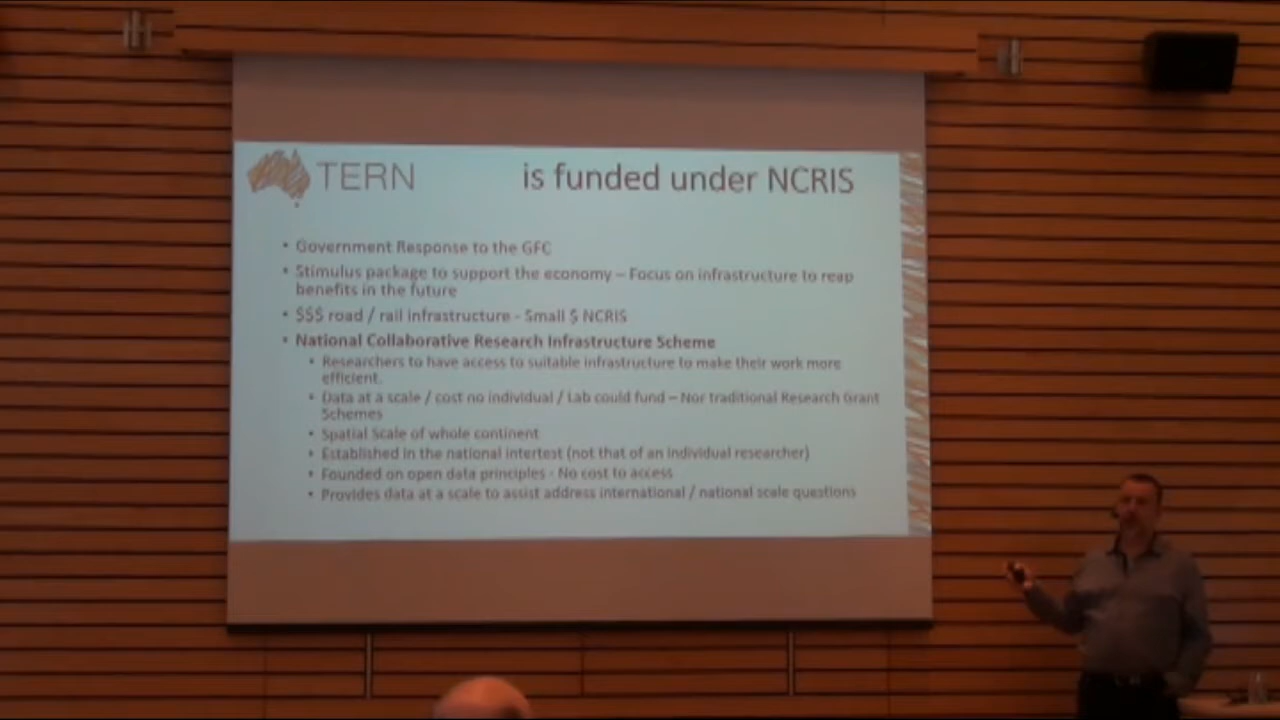 TERN is funded under NCRIS
• Government Response to the GFC
• Stimulus package to support the economy – Focus on infrastructure to reap
benefits in the future
• $$$ road / rail infrastructure - Small $ NCRIS
• National Collaborative Research Infrastructure Scheme
• Researchers to have access to suitable infrastructure to make their work more
efficient.
• Data at a scale / cost no individual / Lab could fund – Nor traditional Research Grant
Schemes
• Spatial Scale of whole continent
• Established in the national intertest (not that of an individual researcher)
• Founded on open data principles - No cost to access
• Provides data at a scale to assist address international / national scale questions